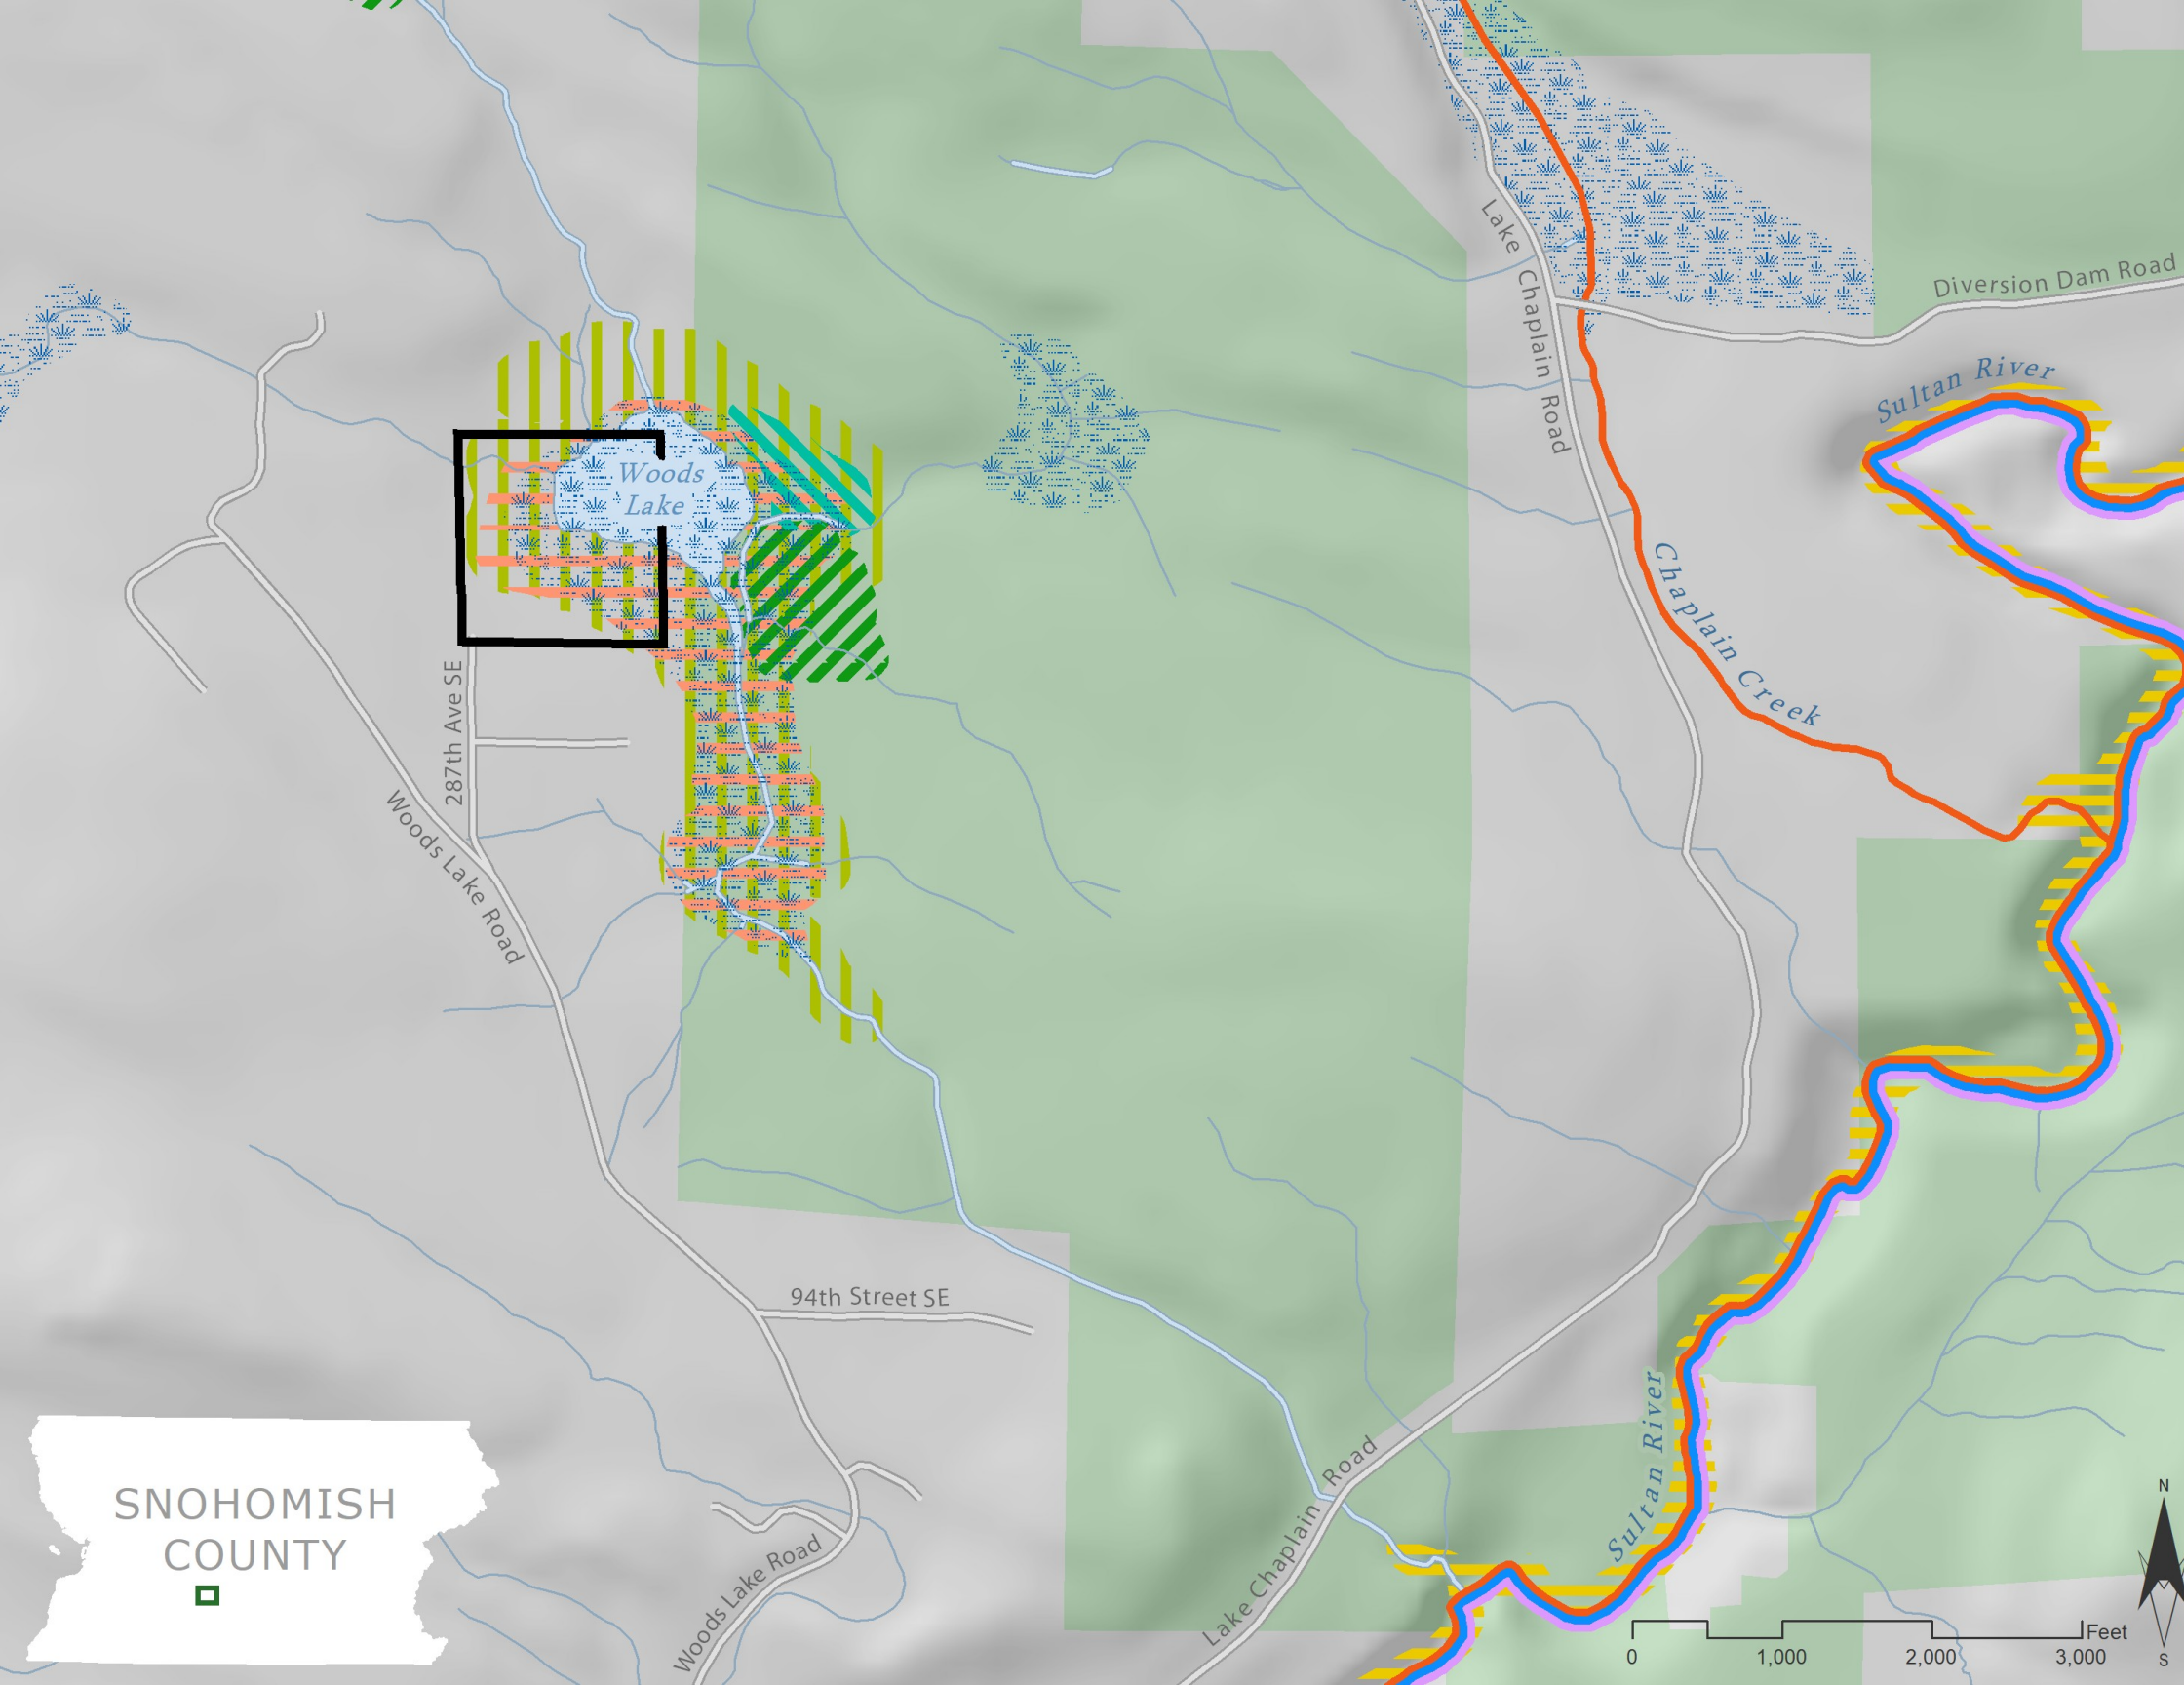 Lake Chaplain Road
Diversion Dam Road
Sultan River
Woods
Lake
Chaplain Creek
287th Ave SE
Woods Lake Road
94th Street SE
Sultan River
Lake Chaplain Road
Woods Lake Road
SNOHOMISH
COUNTY
N
S
Feet
0 1,000 2,000 3,000